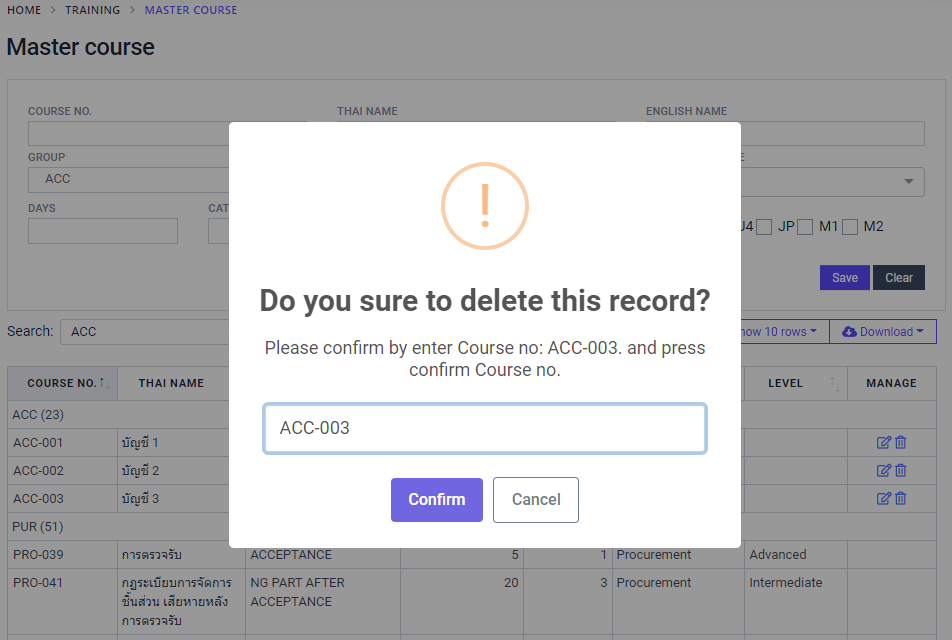 HOME > TRAINING > MASTER COURSE
Master course
COURSE NO. THAI NAME ENGLISH NAME
GROUP
ACC
DAYS
J4 JP M1 M2
Save Clear
Search: ACC 10 rows Download
!
Do you sure to delete this record?
Please confirm by enter Course no: ACC-003. and press
confirm Course no.
ACC-003
Confirm Cancel
COURSE NO. THAI NAME LEVEL MANAGE
ACC (23)
ACC-001 บัญชี 1
ACC-002 บัญชี 2
ACC-003 บัญชี 3
PUR (51)
PRO-039 การตรวจรับ ACCEPTANCE 5 1 Procurement Advanced
PRO-041 กฎระเบียบการจัดการ NG PART AFTER 20 3 Procurement Intermediate
ชิ้นส่วน เสียหายหลัง ACCEPTANCE
การตรวจรับ